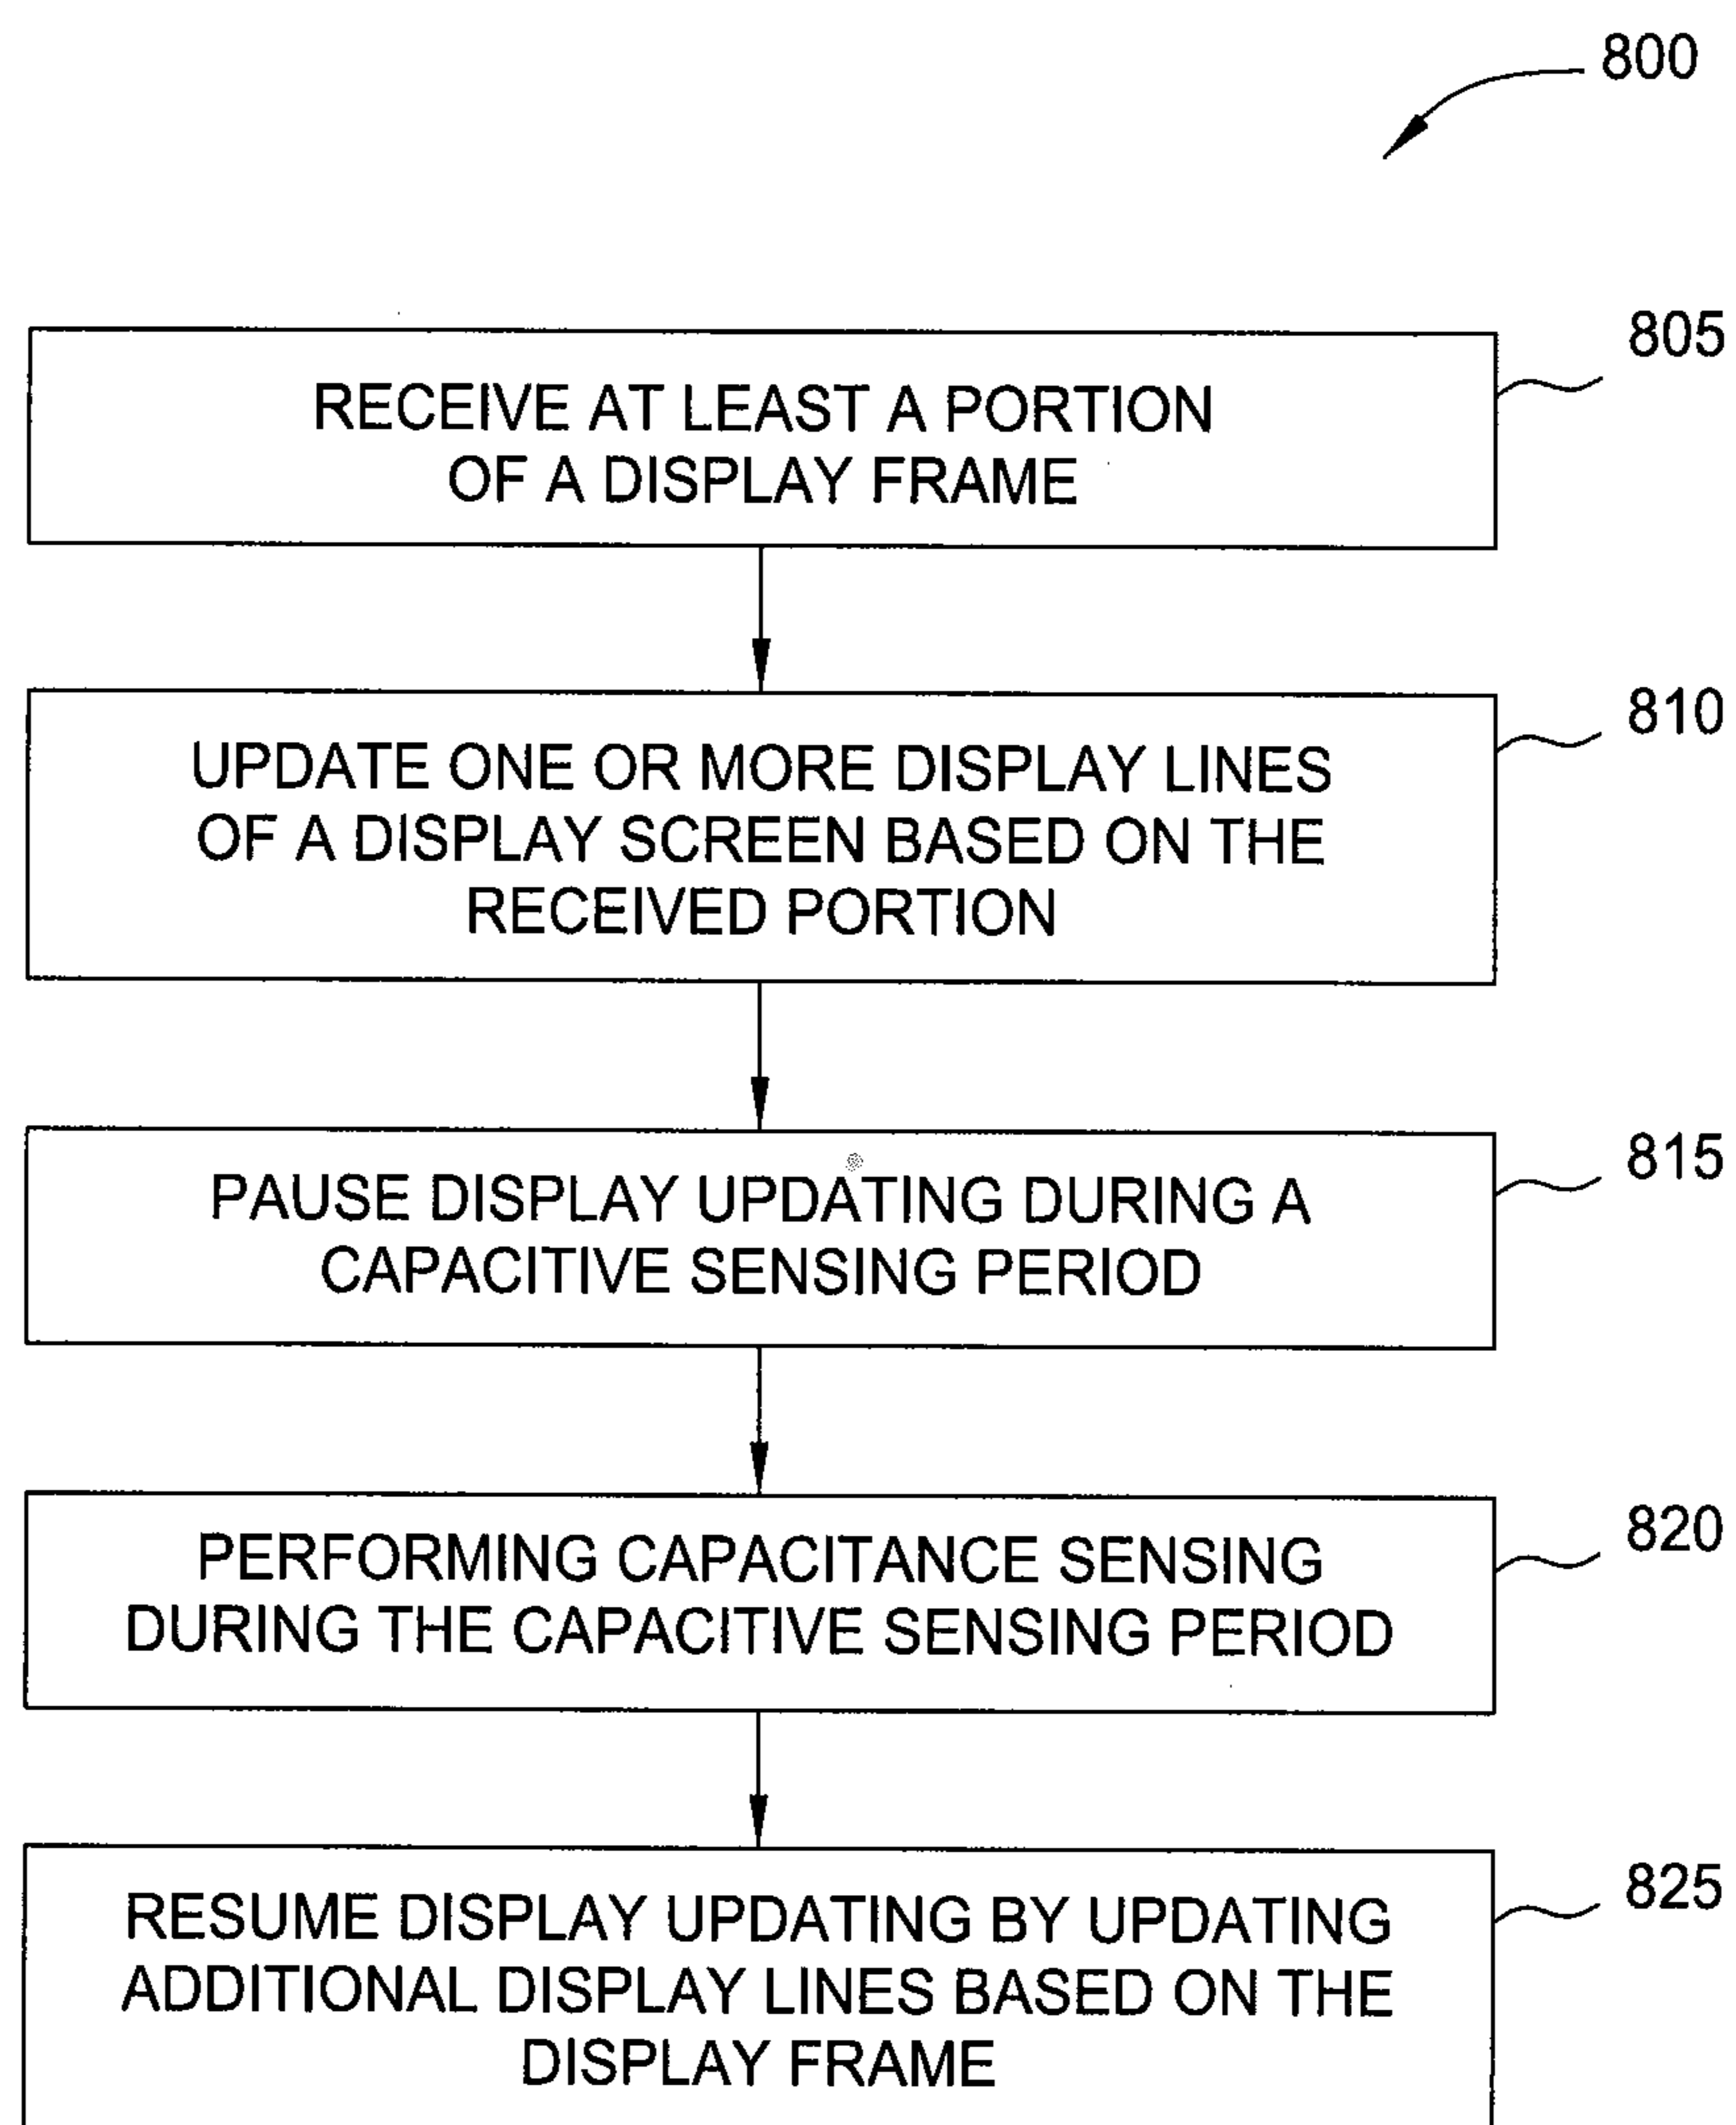 800
805
RECEIVE AT LEAST A PORTION
OF A DISPLAY FRAME
810
UPDATE ONE OR MORE DISPLAY LINES
OF A DISPLAY SCREEN BASED ON THE
RECEIVED PORTION
815
PAUSE DISPLAY UPDATING DURING A
CAPACITIVE SENSING PERIOD
820
PERFORMING CAPACITANCE SENSING
DURING THE CAPACITIVE SENSING PERIOD
825
RESUME DISPLAY UPDATING BY UPDATING
ADDITIONAL DISPLAY LINES BASED ON THE
DISPLAY FRAME